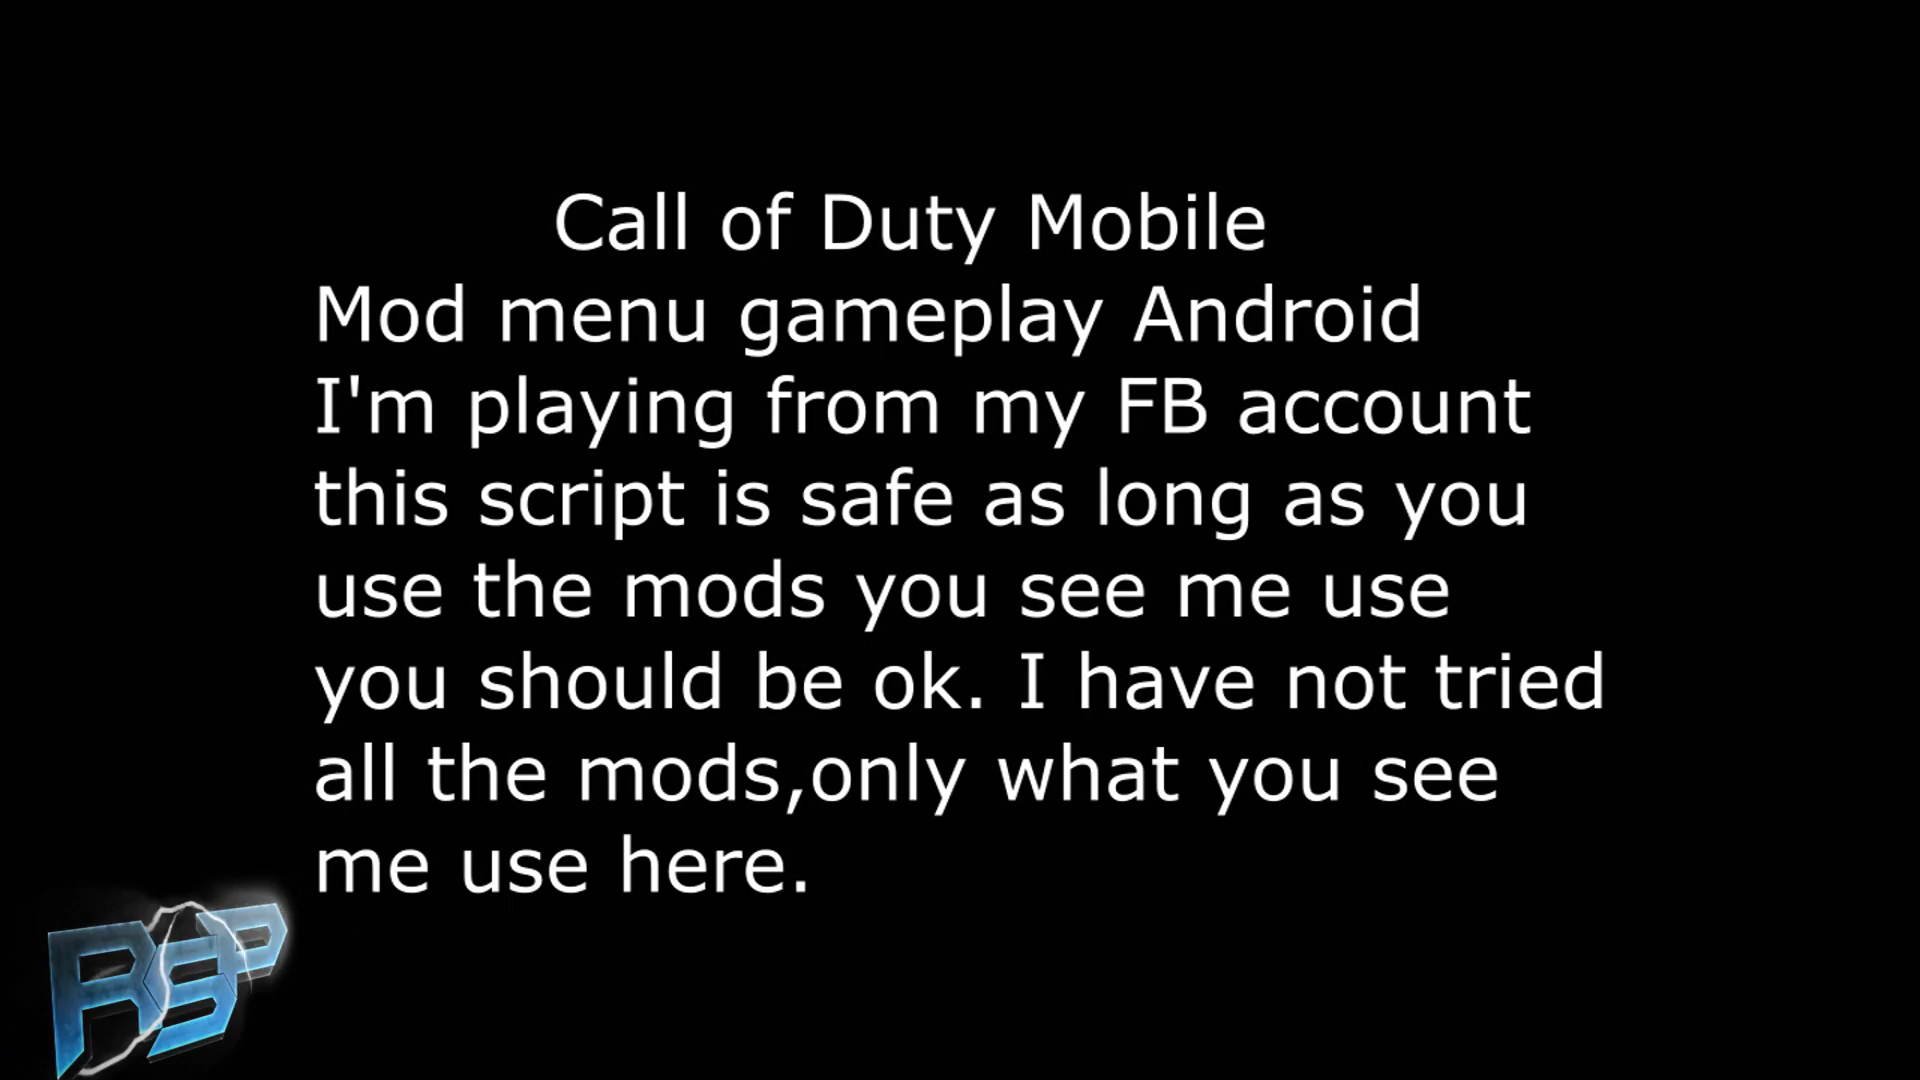 Call of Duty Mobile
Mod menu gameplay Android
I'm playing from my FB account
this script is safe as long as you
use the mods you see me use
you should be ok. I have not tried
all the mods,only what you see
me use here.
RSP